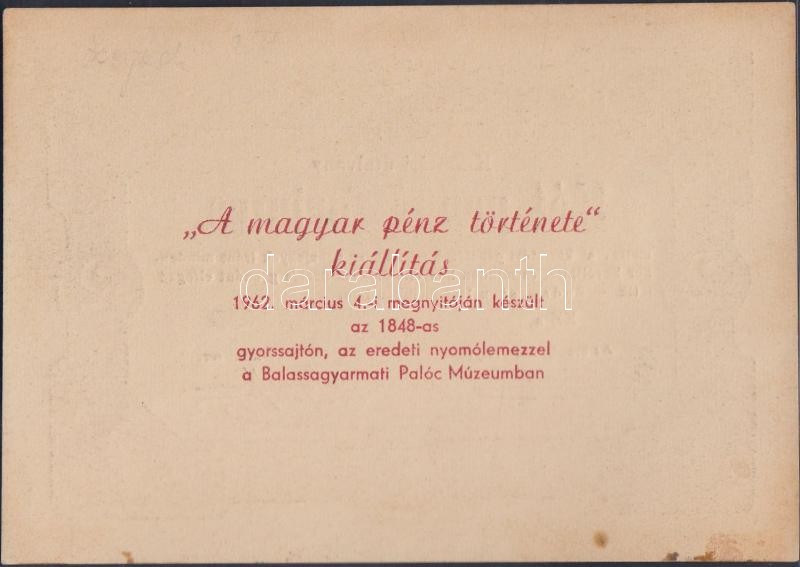 „A magyar pénz története“
kiállítás
darabanth
1962. március 4.-i megnyitóján készült
az 1848-as
gyorssajtón, az eredeti nyomólemezzel
a Balassagyarmati Palóc Múzeumban